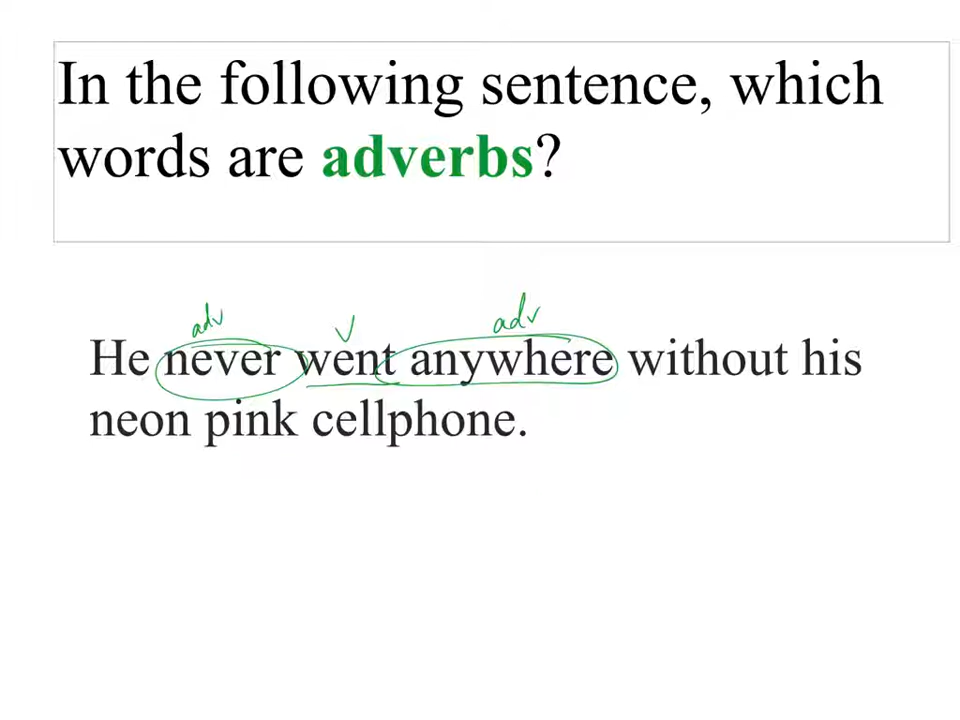 In the following sentence, which
words are adverbs?
adv v adv
He never went anywhere without his
neon pink cellphone.